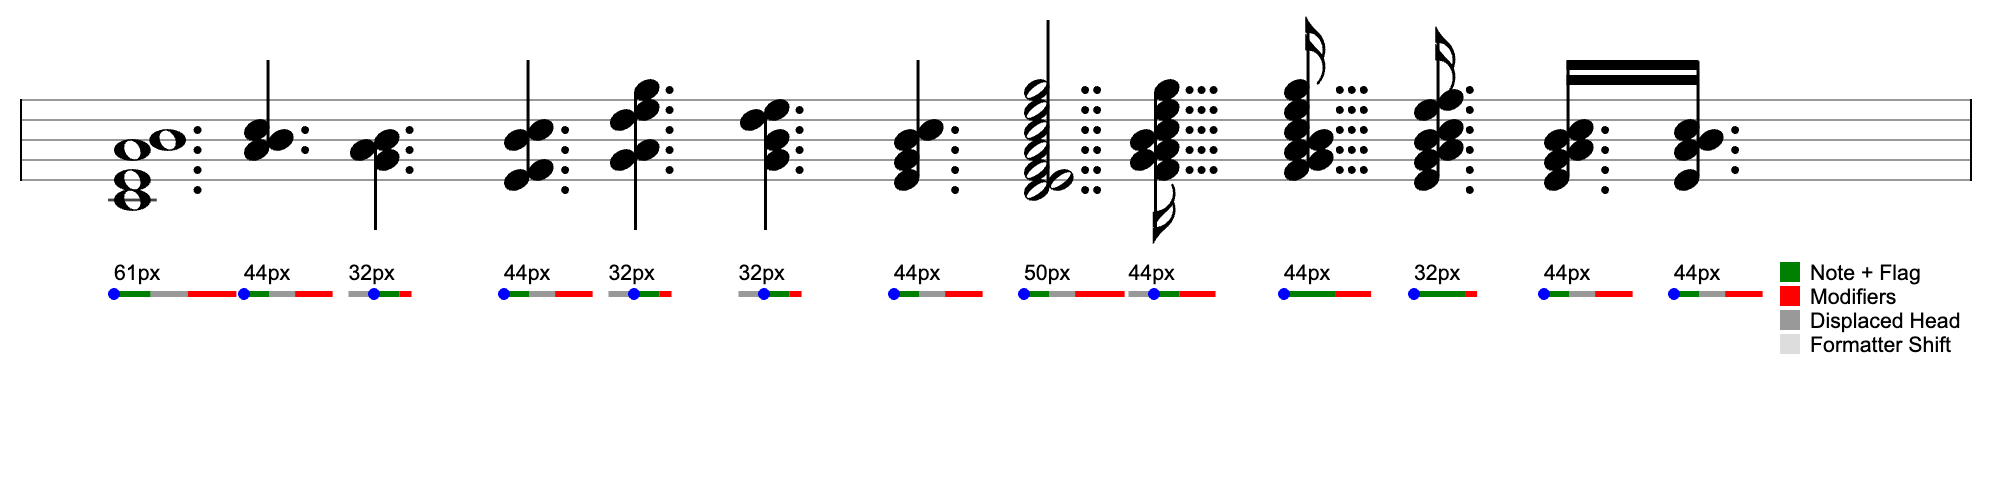 61px 44px 32px 44px 32px 32px 44px 50px 44px 44px 32px 44px 44px
Note + Flag
Modifiers
Displaced Head
Formatter Shift